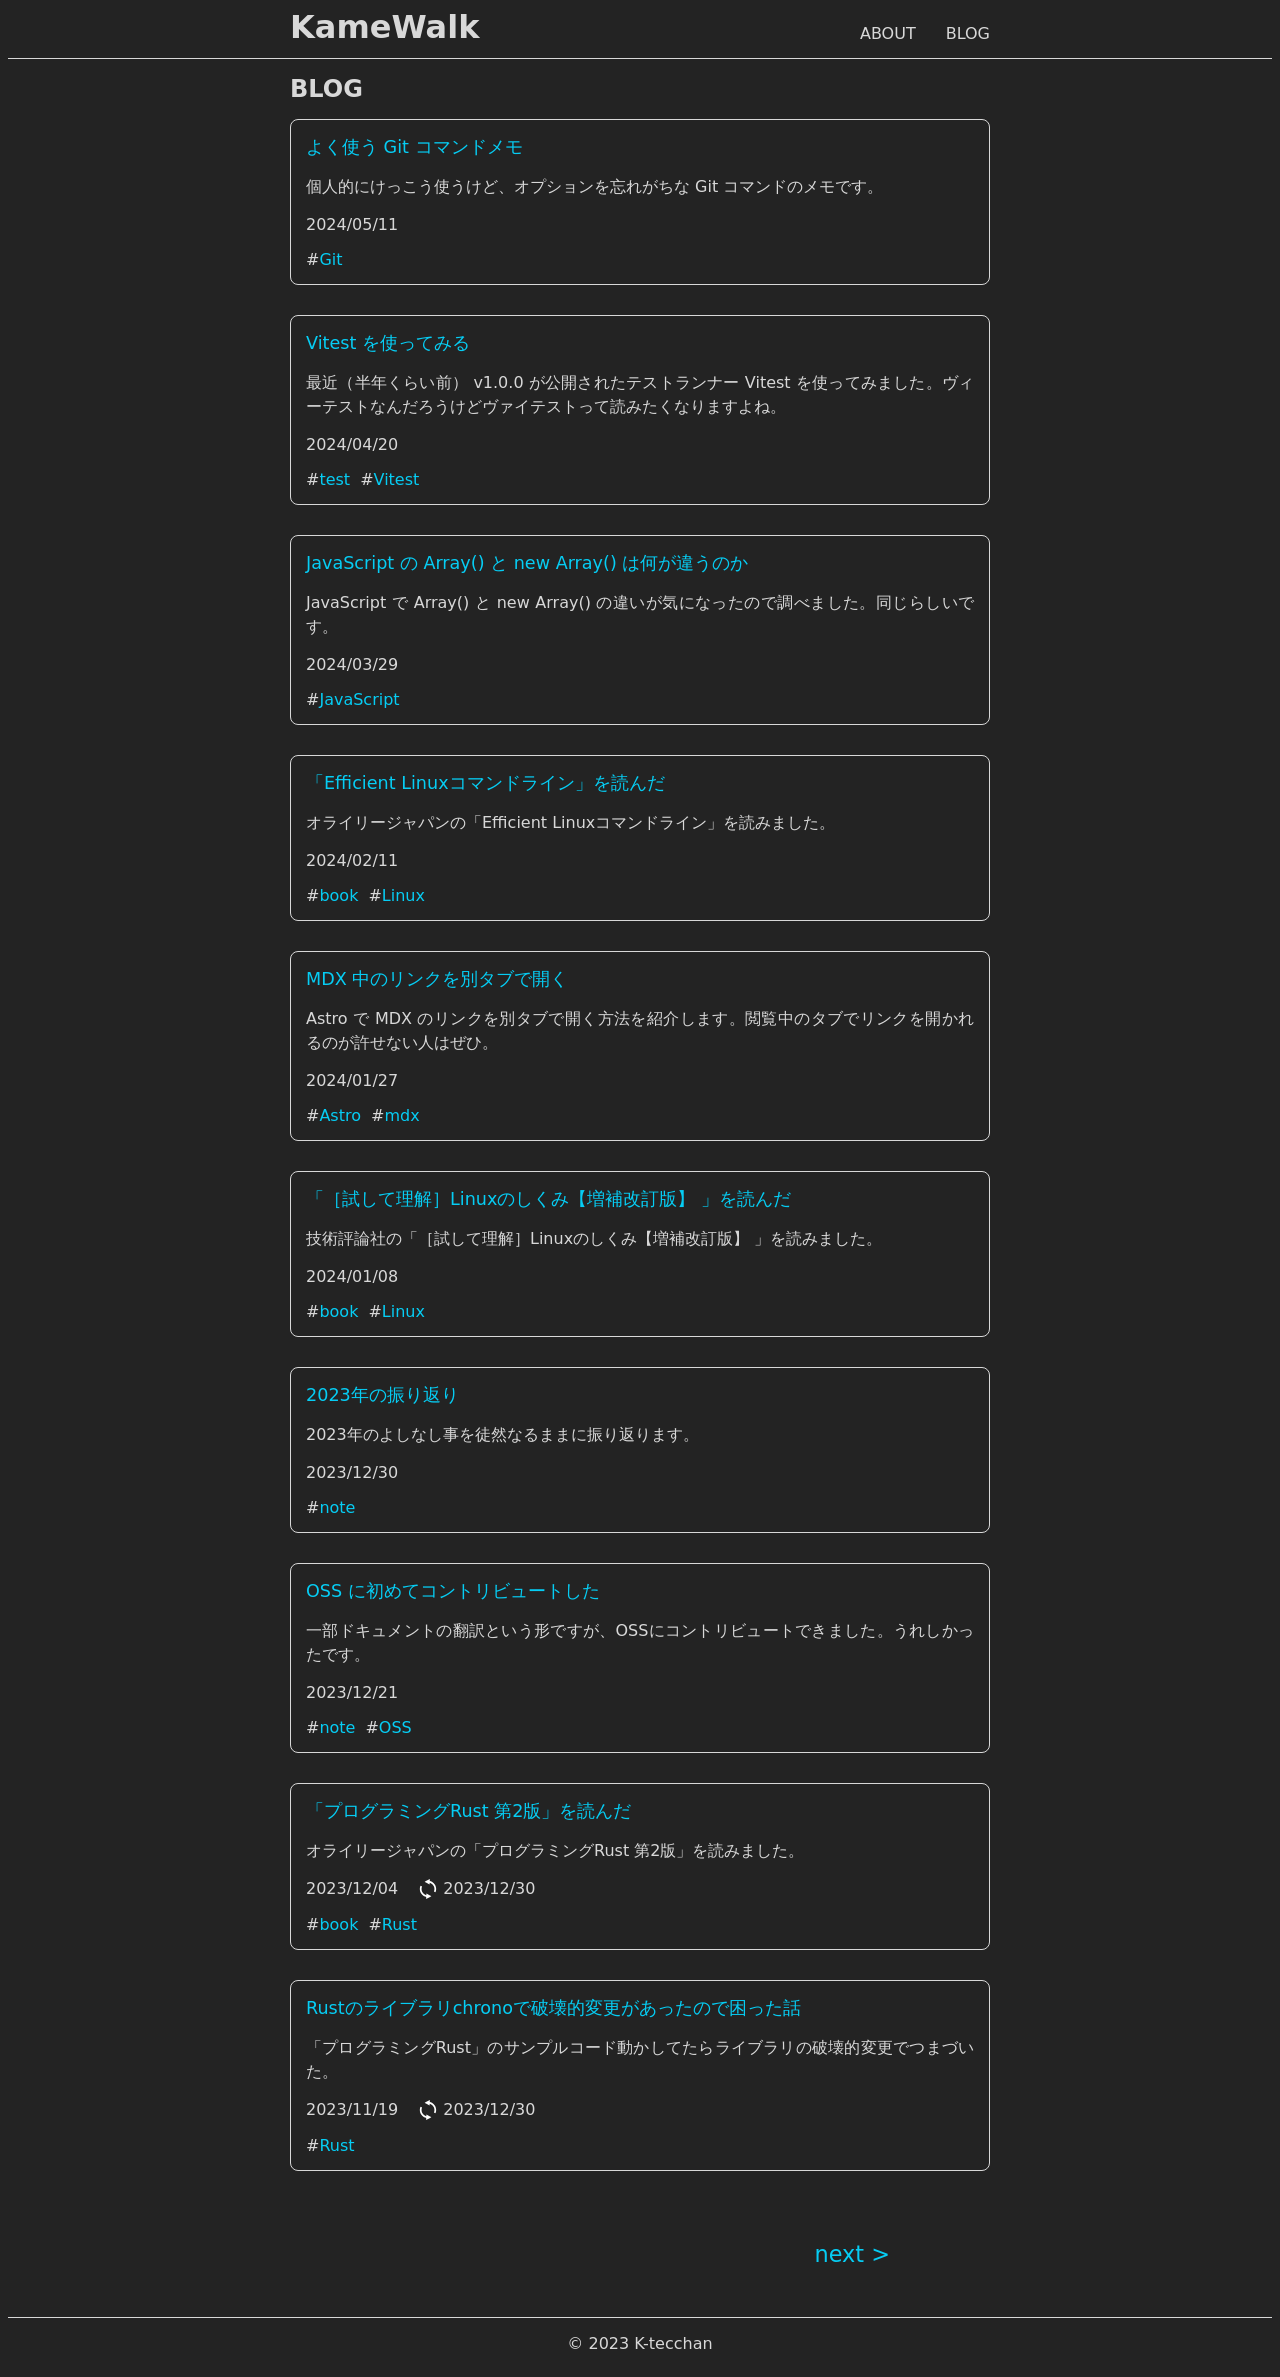 KameWalk
ABOUT BLOG
BLOG
よく使う Git コマンドメモ
個人的にけっこう使うけど、オプションを忘れがちな Git コマンドのメモです。
2024/05/11
#Git
Vitest を使ってみる
最近（半年くらい前） v1.0.0 が公開されたテストランナー Vitest を使ってみました。ヴィ
ーテストなんだろうけどヴァイテストって読みたくなりますよね。
2024/04/20
#test #Vitest
JavaScript の Array() と new Array() は何が違うのか
JavaScript で Array() と new Array() の違いが気になったので調べました。同じらしいで
す。
2024/03/29
#JavaScript
「Efficient Linuxコマンドライン」を読んだ
オライリージャパンの「Efficient Linuxコマンドライン」を読みました。
2024/02/11
#book #Linux
MDX 中のリンクを別タブで開く
Astro で MDX のリンクを別タブで開く方法を紹介します。閲覧中のタブでリンクを開かれ
るのが許せない人はぜひ。
2024/01/27
#Astro #mdx
「［試して理解］Linuxのしくみ【増補改訂版】 」を読んだ
技術評論社の「［試して理解］Linuxのしくみ【増補改訂版】 」を読みました。
2024/01/08
#book #Linux
2023年の振り返り
2023年のよしなし事を徒然なるままに振り返ります。
2023/12/30
#note
OSS に初めてコントリビュートした
一部ドキュメントの翻訳という形ですが、OSSにコントリビュートできました。うれしかっ
たです。
2023/12/21
#note #OSS
「プログラミングRust 第2版」を読んだ
オライリージャパンの「プログラミングRust 第2版」を読みました。
2023/12/04 2023/12/30
#book #Rust
Rustのライブラリchronoで破壊的変更があったので困った話
「プログラミングRust」のサンプルコード動かしてたらライブラリの破壊的変更でつまづい
た。
2023/11/19 2023/12/30
#Rust
next >
© 2023 K-tecchan